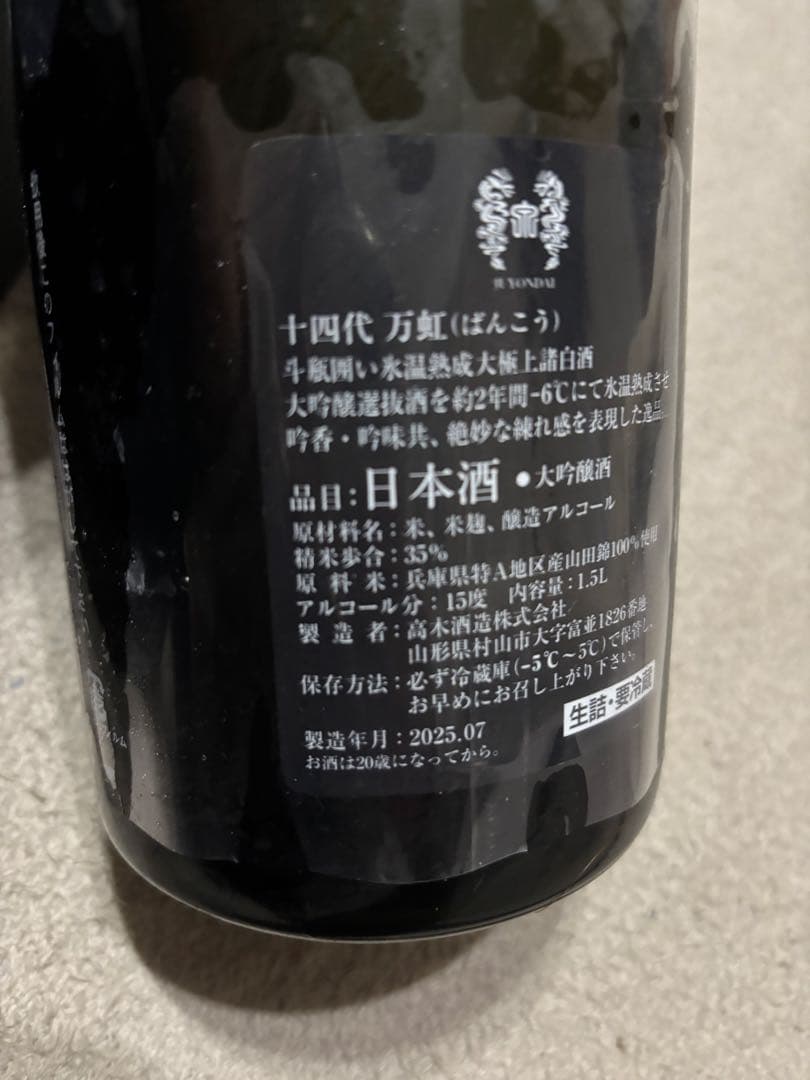 JUYONDAI
十四代 万虹(ばんこう)
斗瓶囲い氷温熟成大極上諸白酒
大吟醸選抜酒を約2年間-6℃にて氷温熟成させ
吟香・吟味共、絶妙な練れ感を表現した逸品。
品目:日本酒・大吟醸酒
原材料名:米、米麹、醸造アルコール
精米歩合:35%
原料米:兵庫県特A地区産山田錦100%使用
アルコール分:15度 内容量:1.5L
製造者:高木酒造株式会社/
山形県村山市大字富並1826番地
保存方法:必ず冷蔵庫(-5℃〜5℃)で保管し、
お早めにお召し上がり下さい。
生詰・要冷蔵
製造年月:2025.07
お酒は20歳になってから。